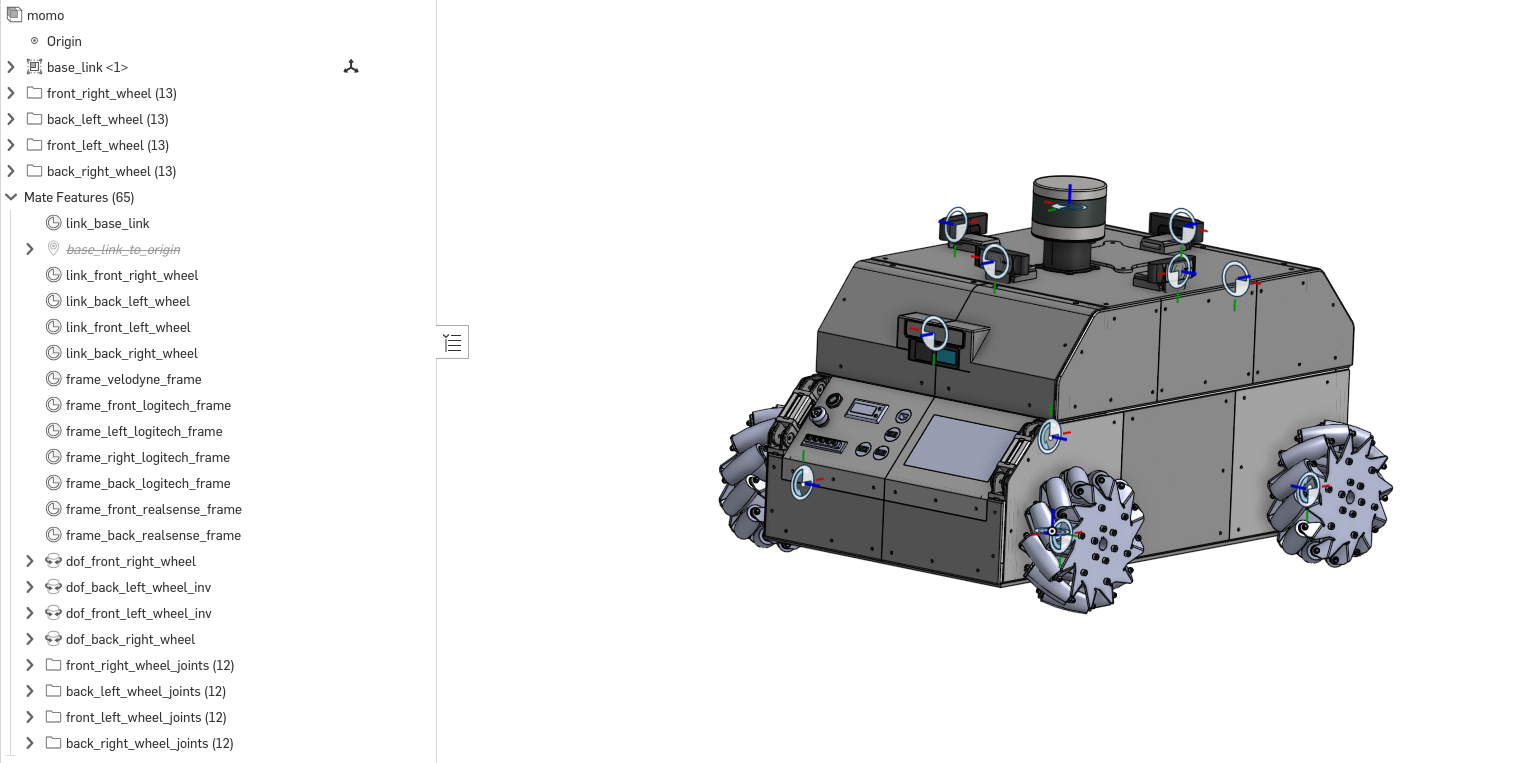 momo
Origin
base_link <1>
front_right_wheel (13)
back_left_wheel (13)
front_left_wheel (13)
back_right_wheel (13)
Mate Features (65)
link_base_link
base_link_to_origin
link_front_right_wheel
link_back_left_wheel
link_front_left_wheel
link_back_right_wheel
frame_velodyne_frame
frame_front_logitech_frame
frame_left_logitech_frame
frame_right_logitech_frame
frame_back_logitech_frame
frame_front_realsense_frame
frame_back_realsense_frame
dof_front_right_wheel
dof_back_left_wheel_inv
dof_front_left_wheel_inv
dof_back_right_wheel
front_right_wheel_joints (12)
back_left_wheel_joints (12)
front_left_wheel_joints (12)
back_right_wheel_joints (12)